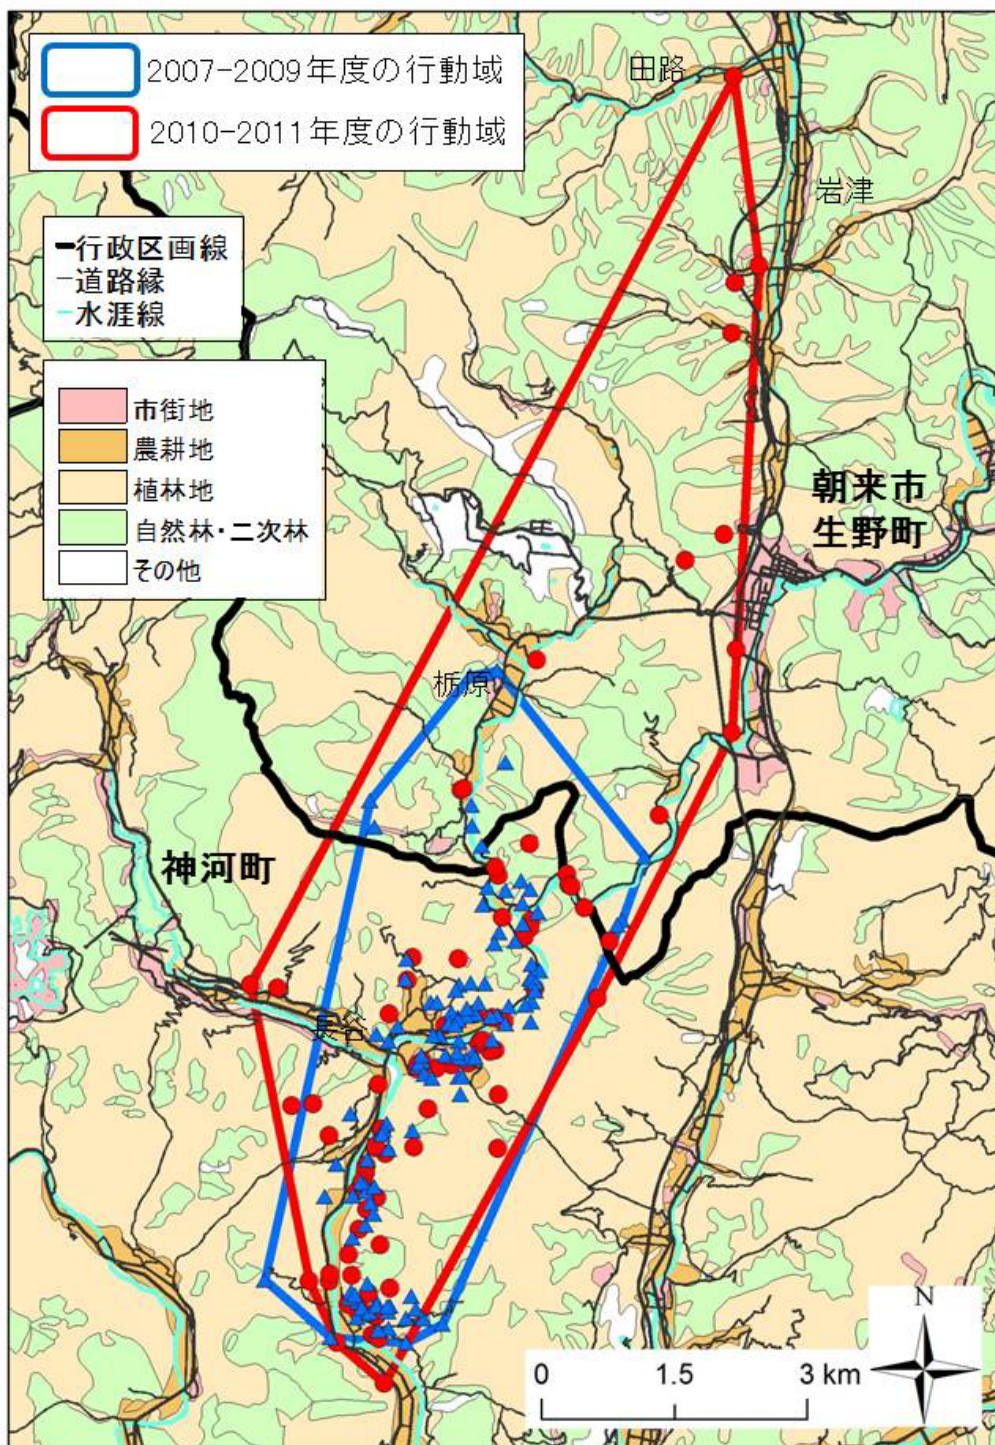 2007-2009年度の行動域
2010-2011年度の行動域
行政区画線
道路縁
水涯線
市街地
農耕地
植林地
自然林・二次林
その他
田路
岩津
朝来市
生野町
栃原
神河町
長谷
N
0 1.5 3 km